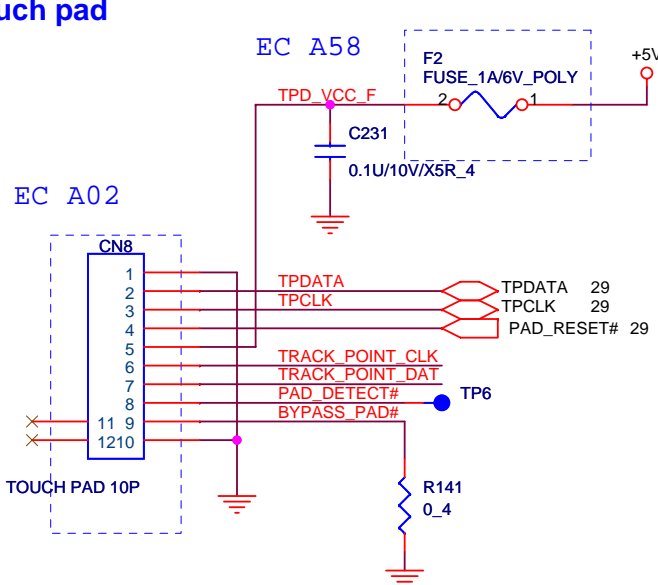 uch pad
EC A58
F2
FUSE_1A/6V_POLY
+5V
2
1
TPD_VCC_F
C231
0.1U/10V/X5R_4
EC A02
CN8
1
2
3
4
5
6
7
8
11 9
1210
TOUCH PAD 10P
TPDATA
TPDATA 29
TPCLK
TPCLK 29
PAD_RESET# 29
TRACK_POINT_CLK
TRACK_POINT_DAT
PAD_DETECT#
TP6
BYPASS_PAD#
R141
0_4